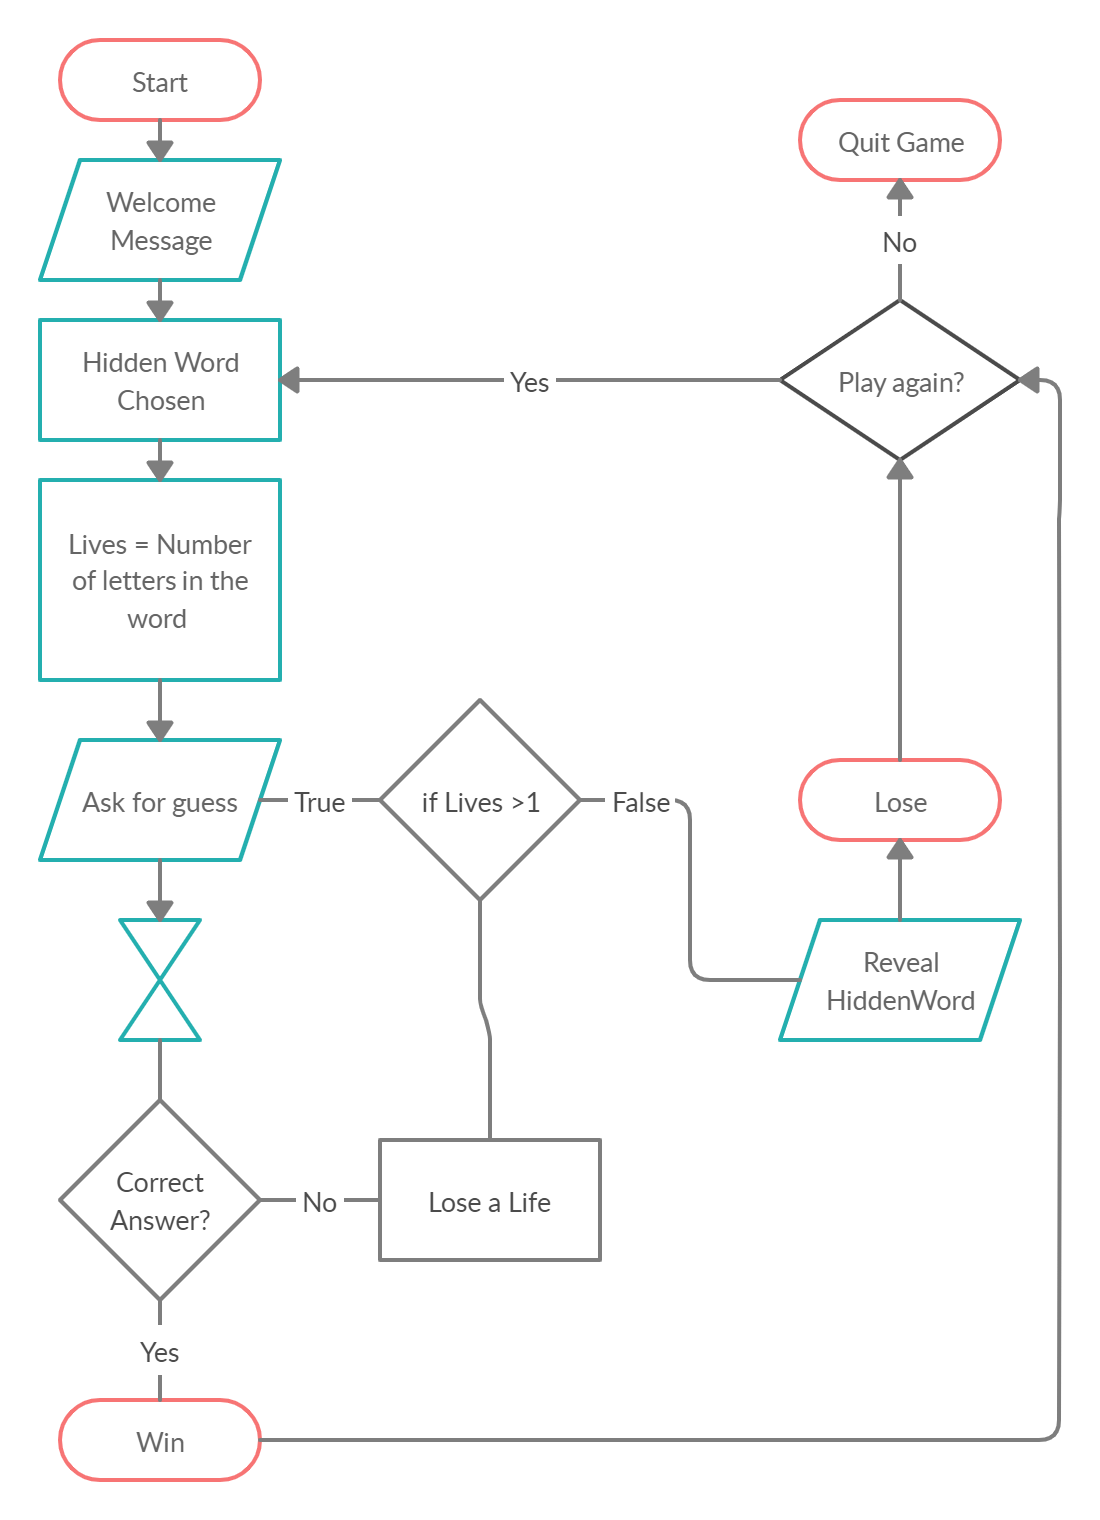 Start
Welcome
Message
Hidden Word
Chosen
Lives = Number
of letters in the
word
Ask for guess
True
if Lives >1
False
Reveal
HiddenWord
Lose
Play again?
Yes
No
Quit Game
Correct
Answer?
No
Lose a Life
Yes
Win